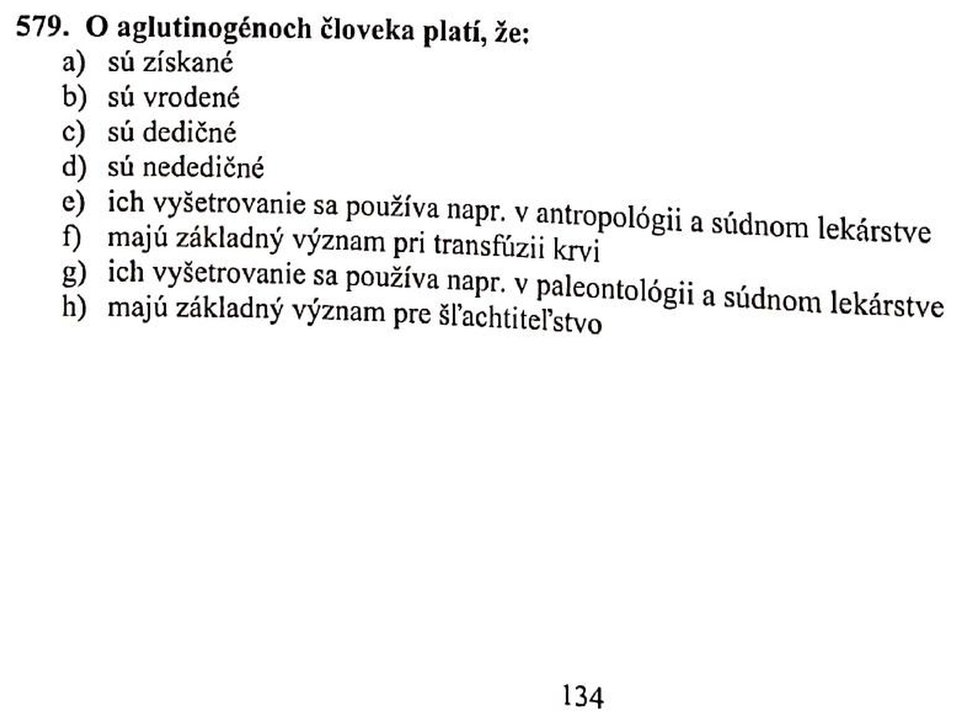 579. O aglutinogénoch človeka platí, že:
a) sú získané
b) sú vrodené
c) sú dedičné
d) sú nededičné
e) ich vyšetrovanie sa používa napr. v antropológii a súdnom lekárstve
f) majú základný význam pri transfúzii krvi
g) ich vyšetrovanie sa používa napr. v paleontológii a súdnom lekárstve
h) majú základný význam pre šľachtiteľstvo
134